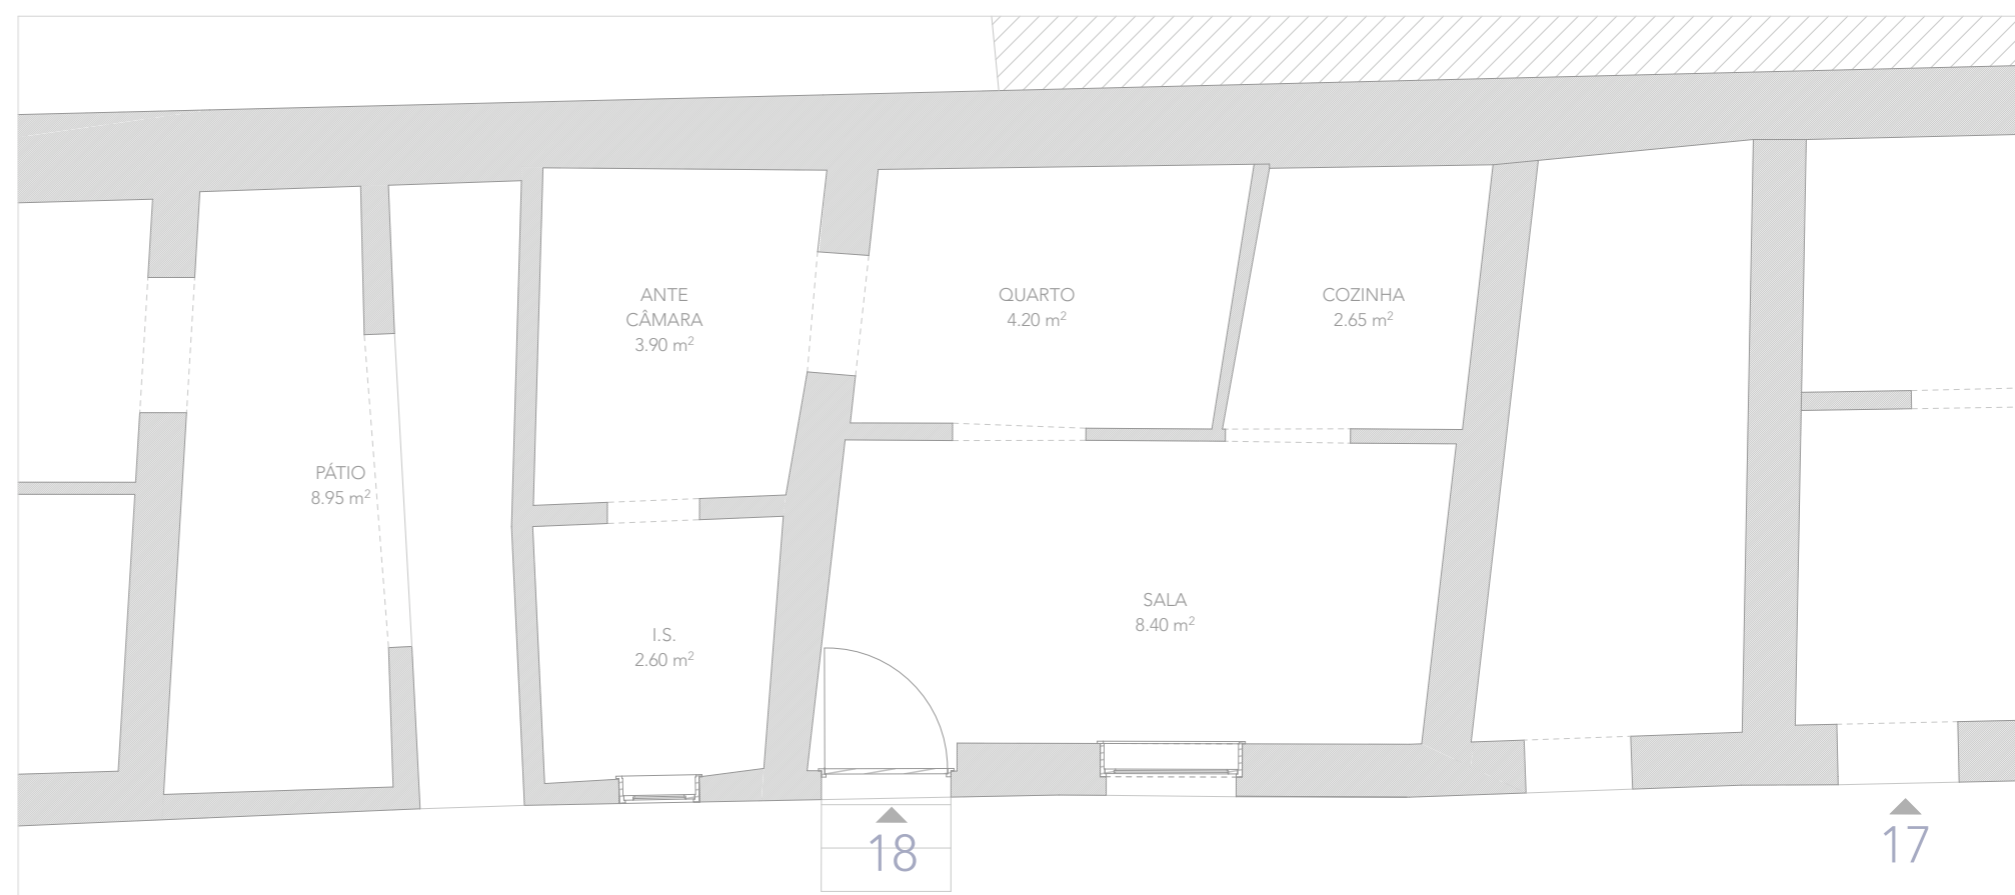 ANTE
CÂMARA
3.90 m²
QUARTO
4.20 m²
COZINHA
2.65 m²
PÁTIO
8.95 m²
SALA
8.40 m²
I.S.
2.60 m²
18
17